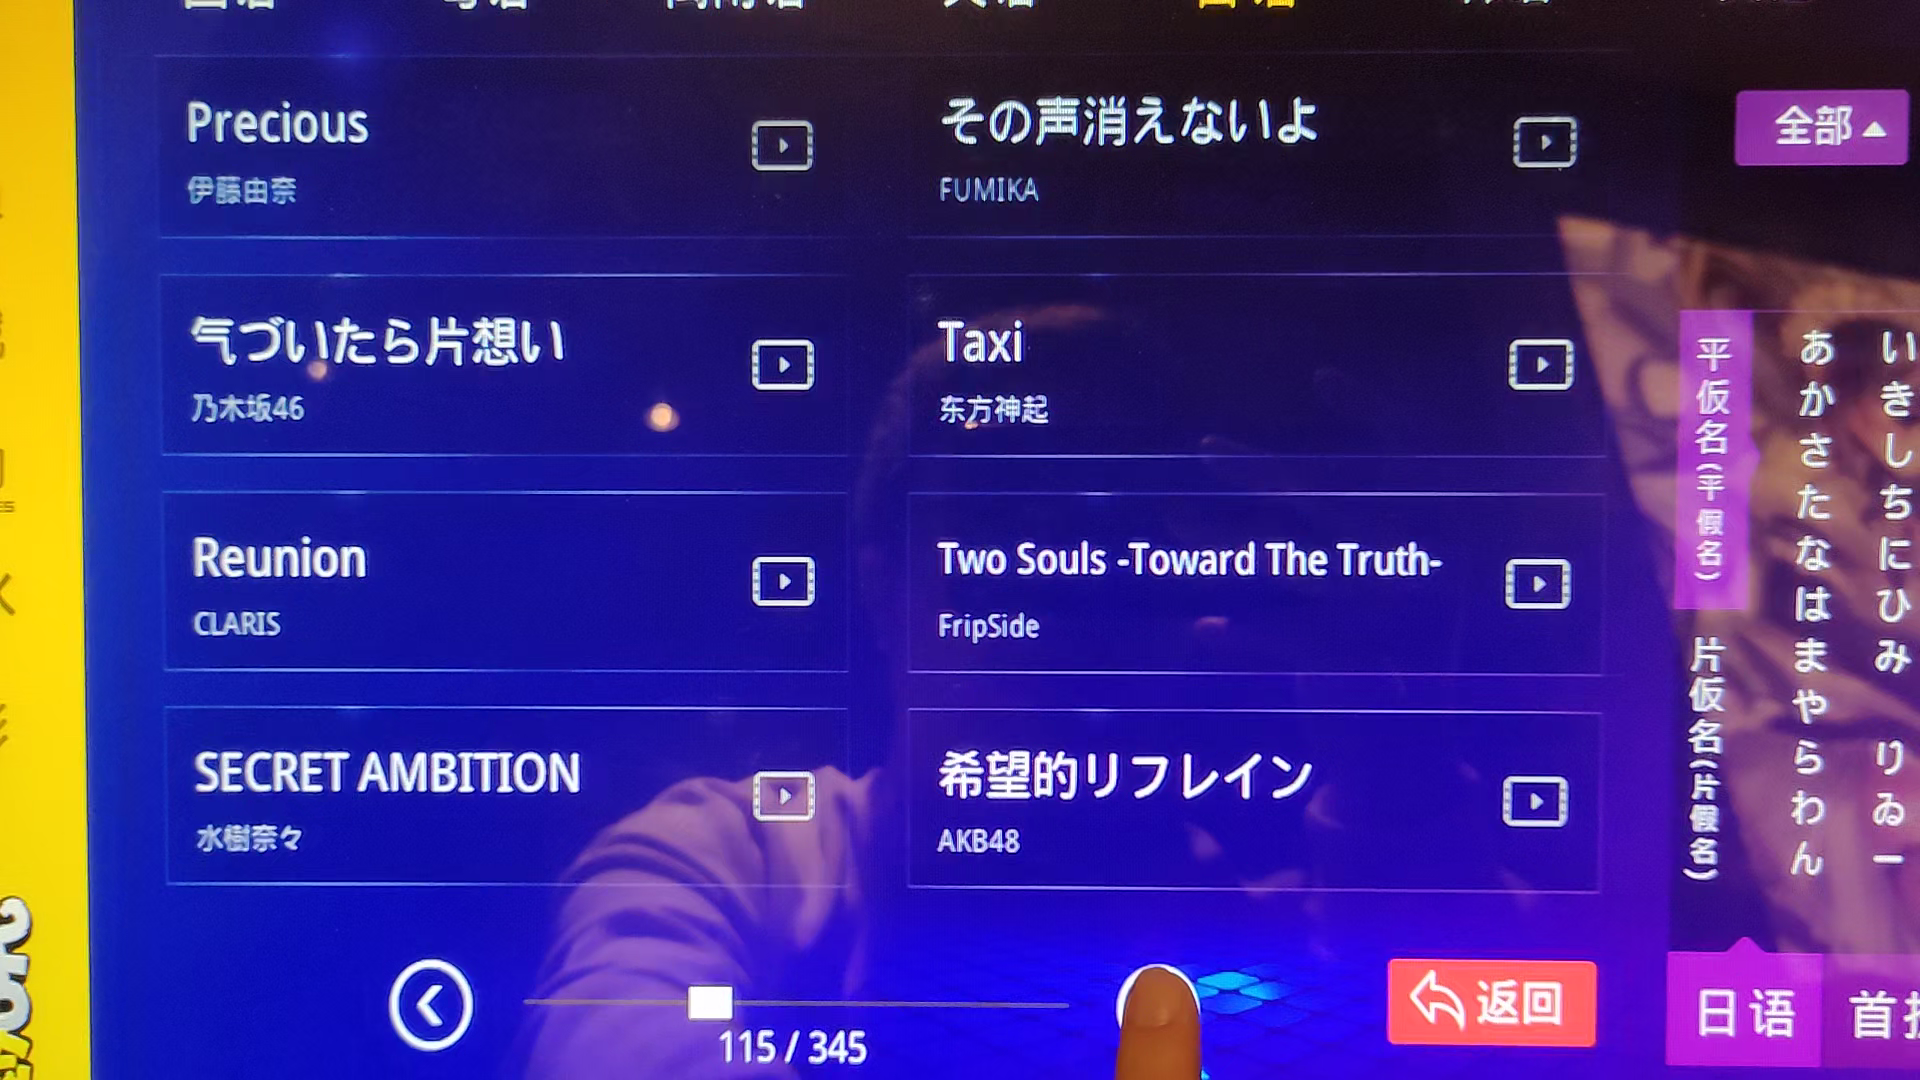 Precious
伊藤由奈
その声消えないよ
FUMIKA
気づいたら片想い
乃木坂46
Taxi
东方神起
Reunion
CLARIS
Two Souls -Toward The Truth-
FripSide
SECRET AMBITION
水樹奈々
希望的リフレイン
AKB48
115 / 345
返回
全部
平仮名(平假名)
片仮名(片假名)
あかさたなはまやらわん
いきしちにひみ りゐー
日语